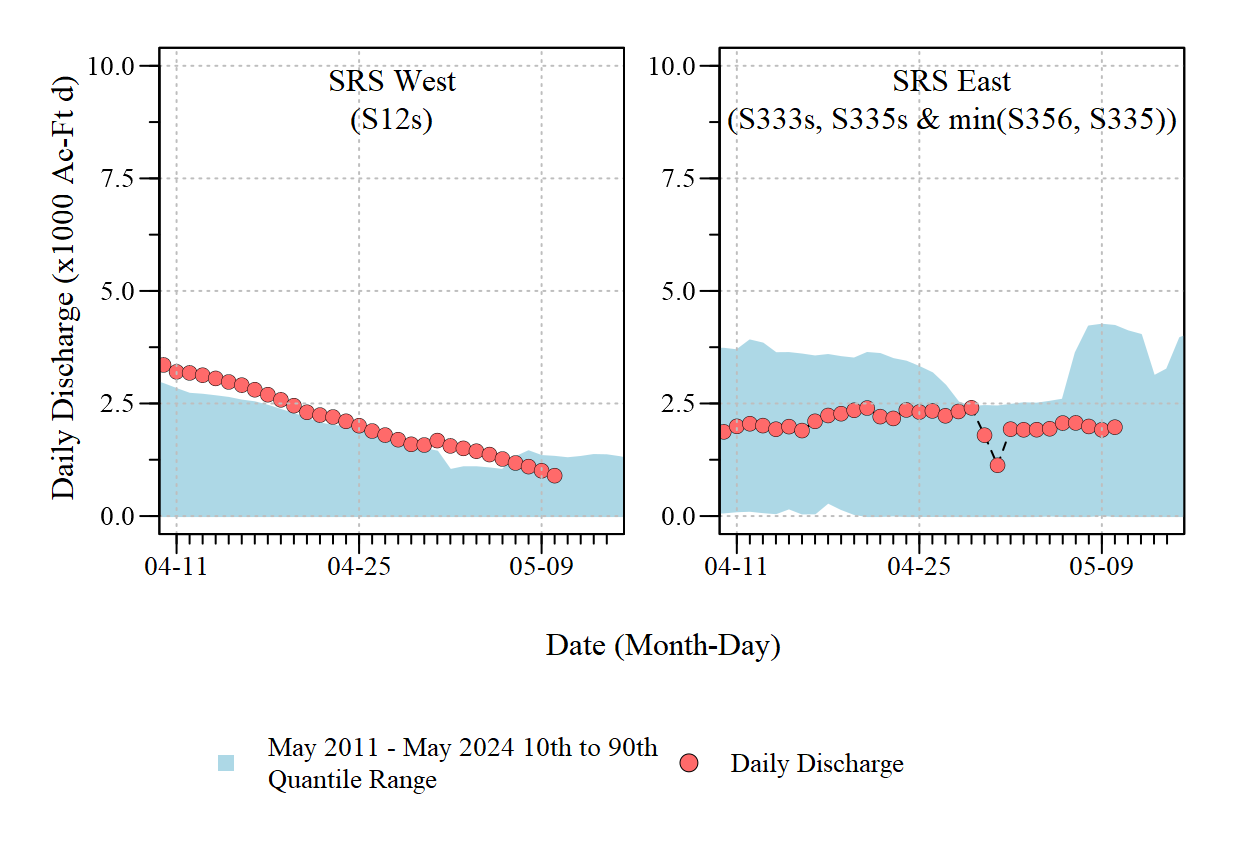 SRS West
(S12s)
SRS East
(S333s, S335s & min(S356, S335))
Daily Discharge (x1000 Ac-Ft d)
10.0
7.5
5.0
2.5
0.0
10.0
7.5
5.0
2.5
0.0
04-11
04-25
05-09
04-11
04-25
05-09
Date (Month-Day)
May 2011 - May 2024 10th to 90th
Quantile Range
Daily Discharge